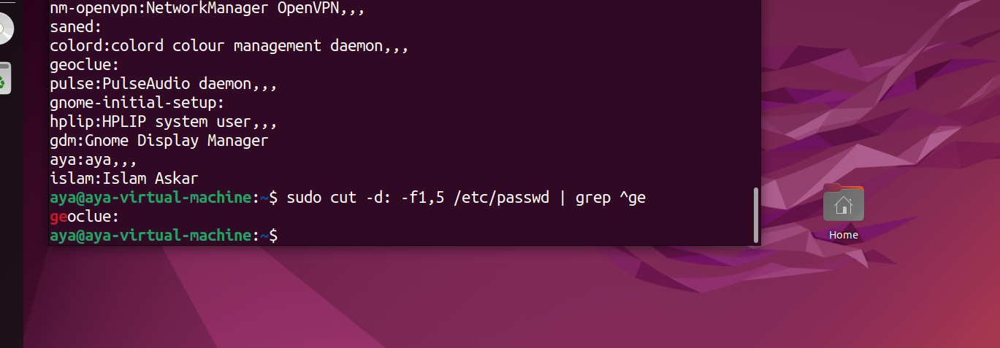 nm-openvpn:NetworkManager OpenVPN,,,
saned:
colord:colord colour management daemon,,,
geoclue:
pulse:PulseAudio daemon,,,
gnome-initial-setup:
hplip:HPLIP system user,,,
gdm:Gnome Display Manager
aya:aya,,,
islam:Islam Askar
aya@aya-virtual-machine:~$ sudo cut -d: -f1,5 /etc/passwd | grep ^ge
geoclue:
aya@aya-virtual-machine:~$
Home